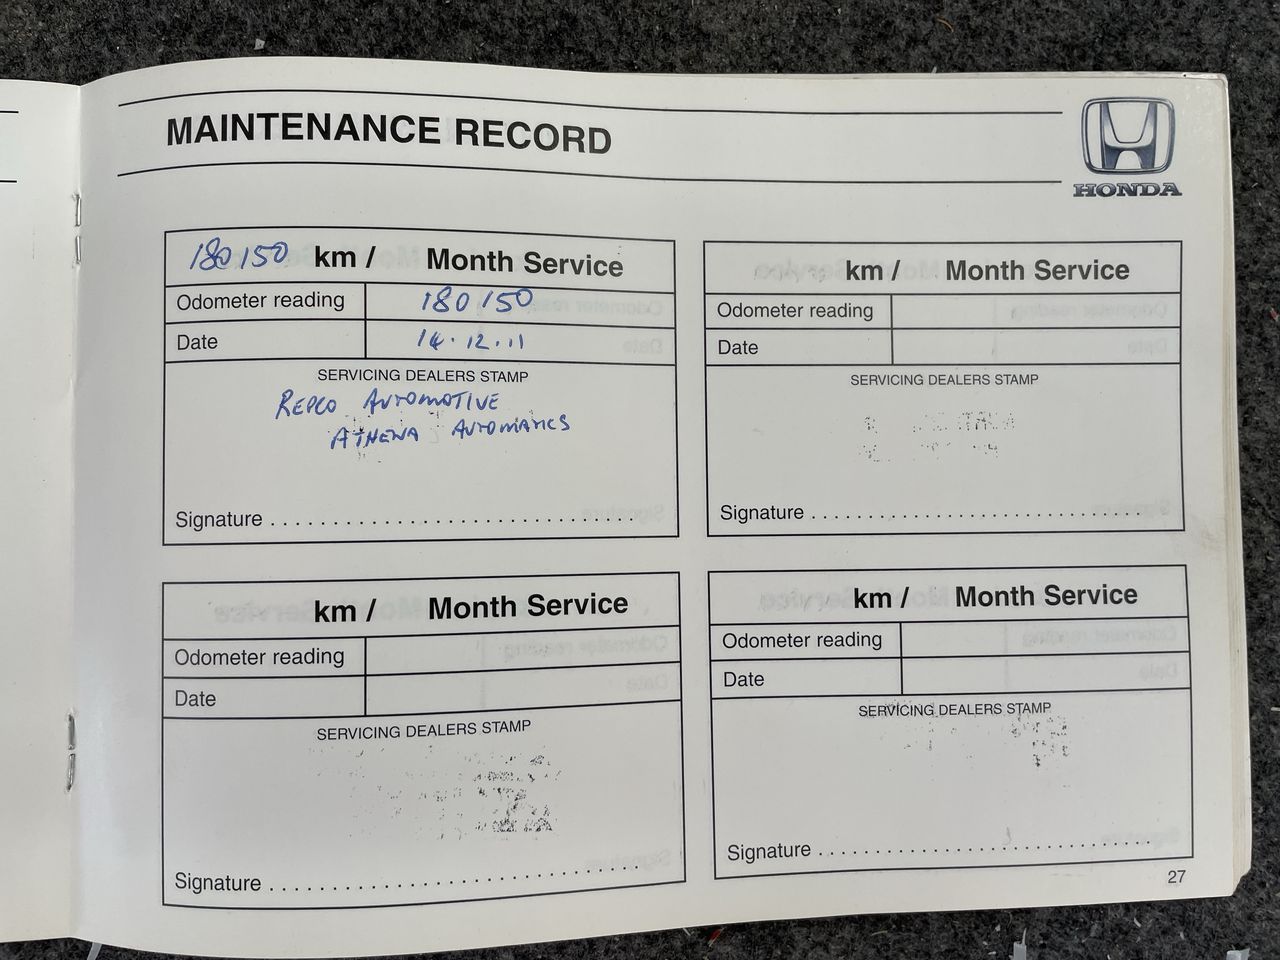 MAINTENANCE RECORD
HONDA
180150 km / Month Service
Odometer reading 180150
Date 14.12.11
SERVICING DEALERS STAMP
REPCO AUTOMOTIVE
ATHENA AUTOMATICS
Signature
km / Month Service
Odometer reading
Date
SERVICING DEALERS STAMP
Signature
km / Month Service
Odometer reading
Date
SERVICING DEALERS STAMP
Signature
km / Month Service
Odometer reading
Date
SERVICING DEALERS STAMP
Signature
27